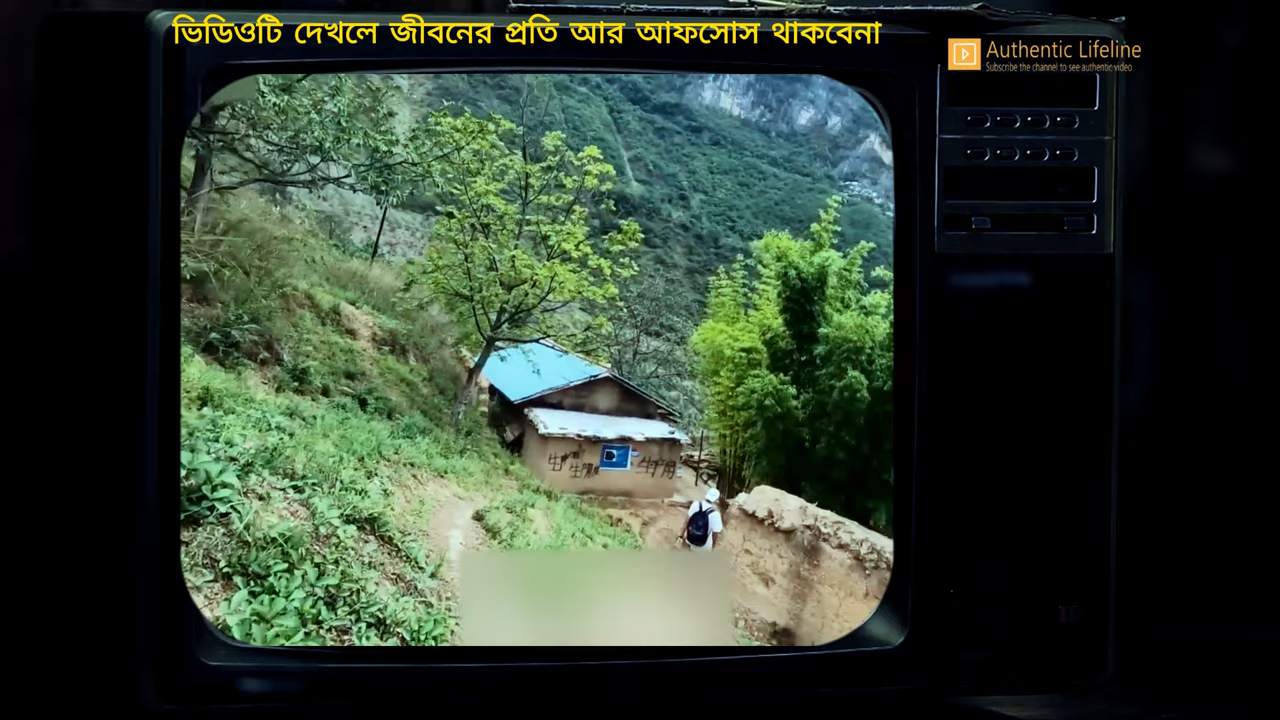 ভিডিওটি দেখলে জীবনের প্রতি আর আফসোস থাকবেনা
Authentic Lifeline
Subscribe the channel to see authentic video